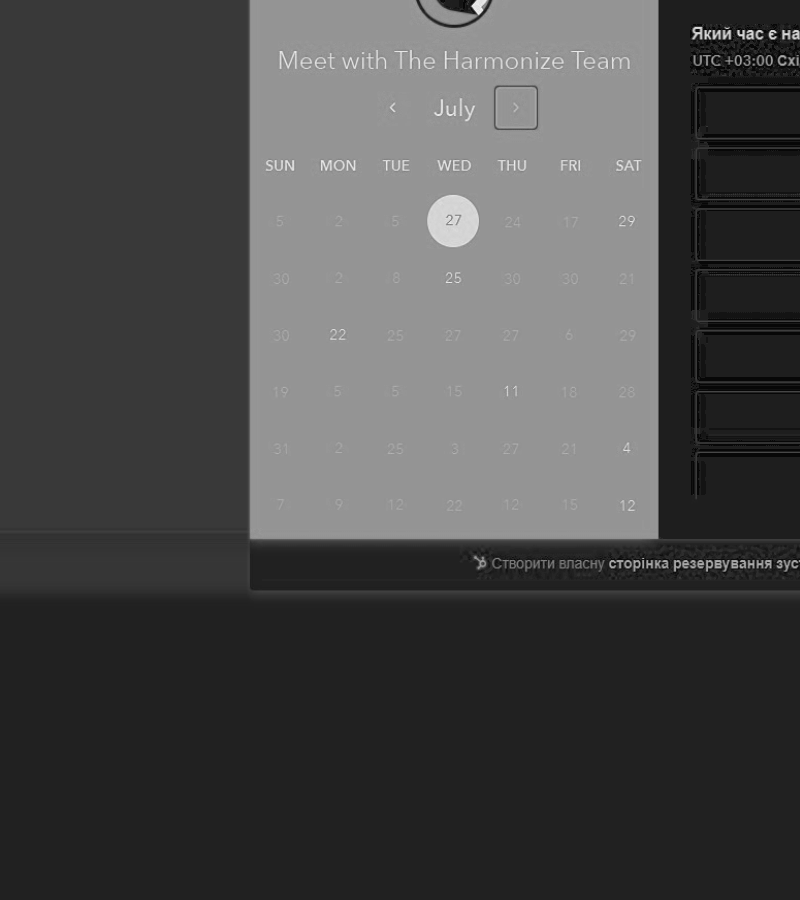 Meet with The Harmonize Team
‹ July ›
SUN MON TUE WED THU FRI SAT
5 2 5 27 24 17 29
30 2 8 25 30 30 21
30 22 25 27 27 6 29
19 5 5 15 11 18 28
31 2 25 3 27 21 4
7 9 12 22 12 15 12
Який час є на
UTC +03:00 Схі
Створити власну сторінка резервування зус